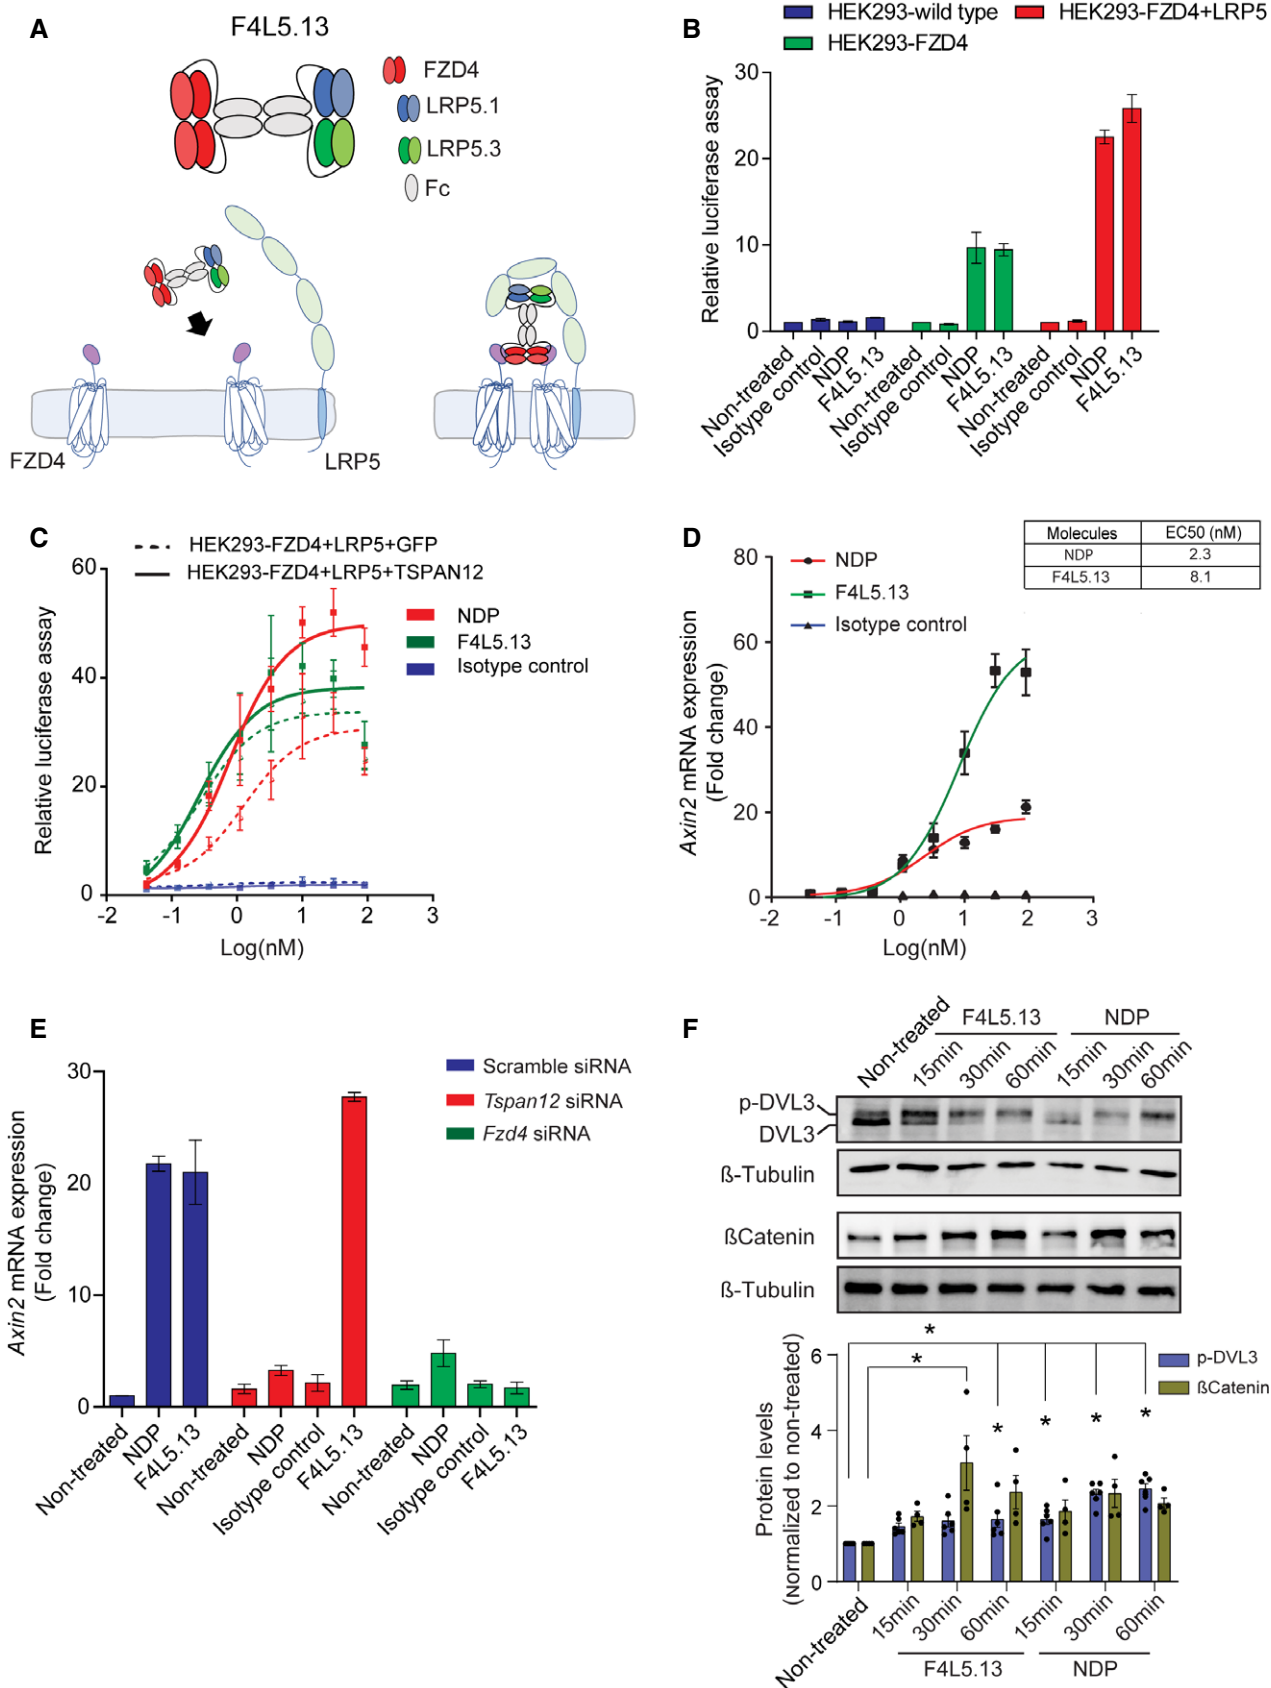 A
F4L5.13
FZD4
LRP5.1
LRP5.3
Fc
FZD4
LRP5
B
HEK293-wild type
HEK293-FZD4+LRP5
HEK293-FZD4
Relative luciferase assay
30
20
10
0
Non-treated
Isotype control
NDP
F4L5.13
Non-treated
Isotype control
NDP
F4L5.13
Non-treated
Isotype control
NDP
F4L5.13
C
HEK293-FZD4+LRP5+GFP
HEK293-FZD4+LRP5+TSPAN12
NDP
F4L5.13
Isotype control
Relative luciferase assay
60
40
20
0
-2 -1 0 1 2 3
Log(nM)
D
NDP
F4L5.13
Isotype control
Molecules EC50 (nM)
NDP 2.3
F4L5.13 8.1
Axin2 mRNA expression
(Fold change)
80
60
40
20
0
-2 -1 0 1 2 3
Log(nM)
E
Scramble siRNA
Tspan12 siRNA
Fzd4 siRNA
Axin2 mRNA expression
(Fold change)
30
20
10
0
Non-treated
NDP
F4L5.13
Non-treated
NDP
Isotype control
F4L5.13
Non-treated
NDP
Isotype control
F4L5.13
F
F4L5.13 NDP
Non-treated
15min
30min
60min
15min
30min
60min
p-DVL3
DVL3
ß-Tubulin
ßCatenin
ß-Tubulin
*
*
* * * *
p-DVL3
ßCatenin
Protein levels
(Normalized to non-treated)
6
4
2
0
Non-treated
15min
30min
60min
15min
30min
60min
F4L5.13 NDP